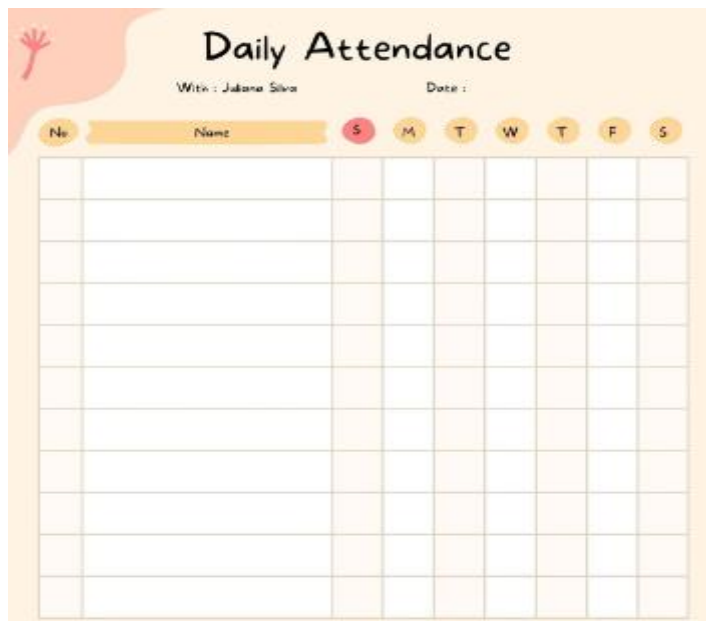 Daily Attendance
With : Juliana Silva Date :
No Name S M T W T F S